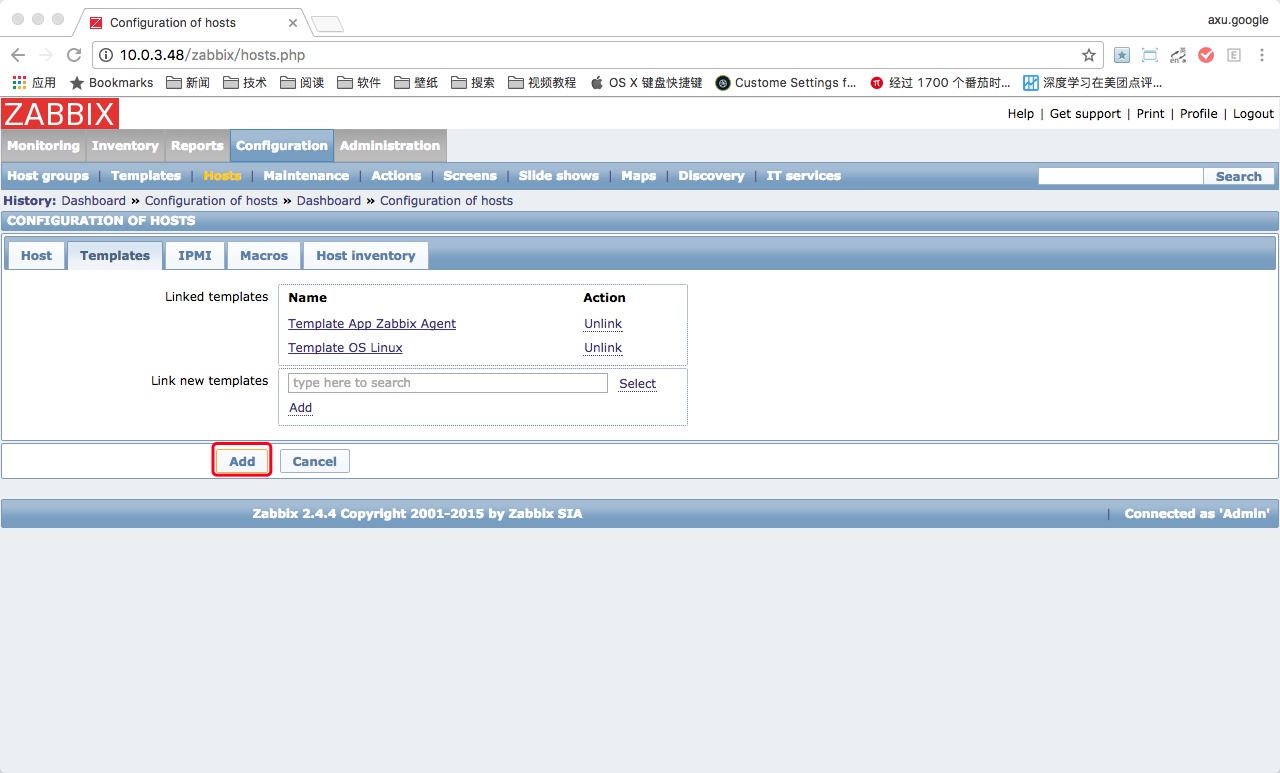 Configuration of hosts
axu.google
10.0.3.48/zabbix/hosts.php
应用 Bookmarks 新闻 技术 阅读 软件 壁纸 搜索 视频教程 OS X 键盘快捷键 Custome Settings f... 经过 1700 个番茄时... 深度学习在美团点评...
ZABBIX
Help | Get support | Print | Profile | Logout
Monitoring Inventory Reports Configuration Administration
Host groups | Templates | Hosts | Maintenance | Actions | Screens | Slide shows | Maps | Discovery | IT services Search
History: Dashboard » Configuration of hosts » Dashboard » Configuration of hosts
CONFIGURATION OF HOSTS
Host Templates IPMI Macros Host inventory
Linked templates Name Action
Template App Zabbix Agent Unlink
Template OS Linux Unlink
Link new templates type here to search Select
Add
Add Cancel
Zabbix 2.4.4 Copyright 2001-2015 by Zabbix SIA | Connected as 'Admin'